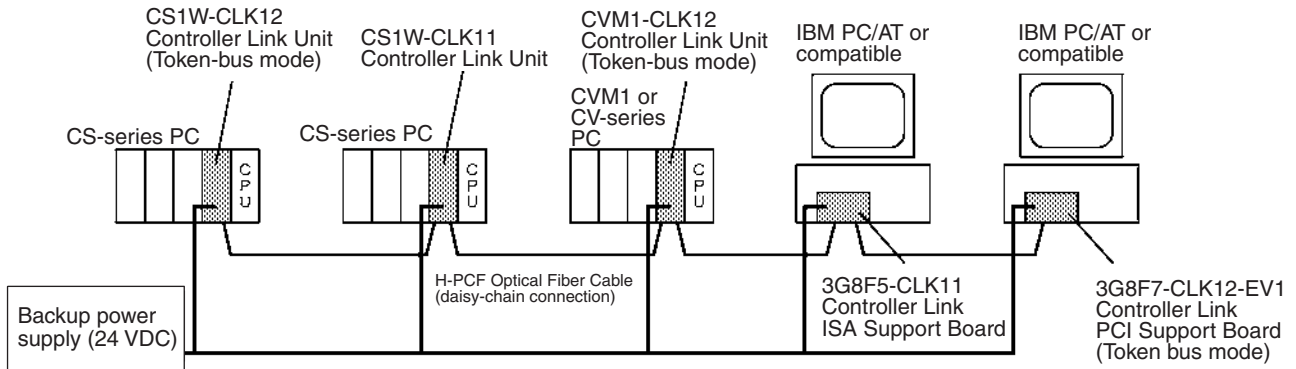 CS1W-CLK12
Controller Link Unit
(Token-bus mode)
CS1W-CLK11
Controller Link Unit
CVM1-CLK12
Controller Link Unit
(Token-bus mode)
IBM PC/AT or
compatible
IBM PC/AT or
compatible
CS-series PC
CS-series PC
CVM1 or
CV-series
PC
CPU
CPU
CPU
H-PCF Optical Fiber Cable
(daisy-chain connection)
3G8F5-CLK11
Controller Link
ISA Support Board
3G8F7-CLK12-EV1
Controller Link
PCI Support Board
(Token bus mode)
Backup power
supply (24 VDC)